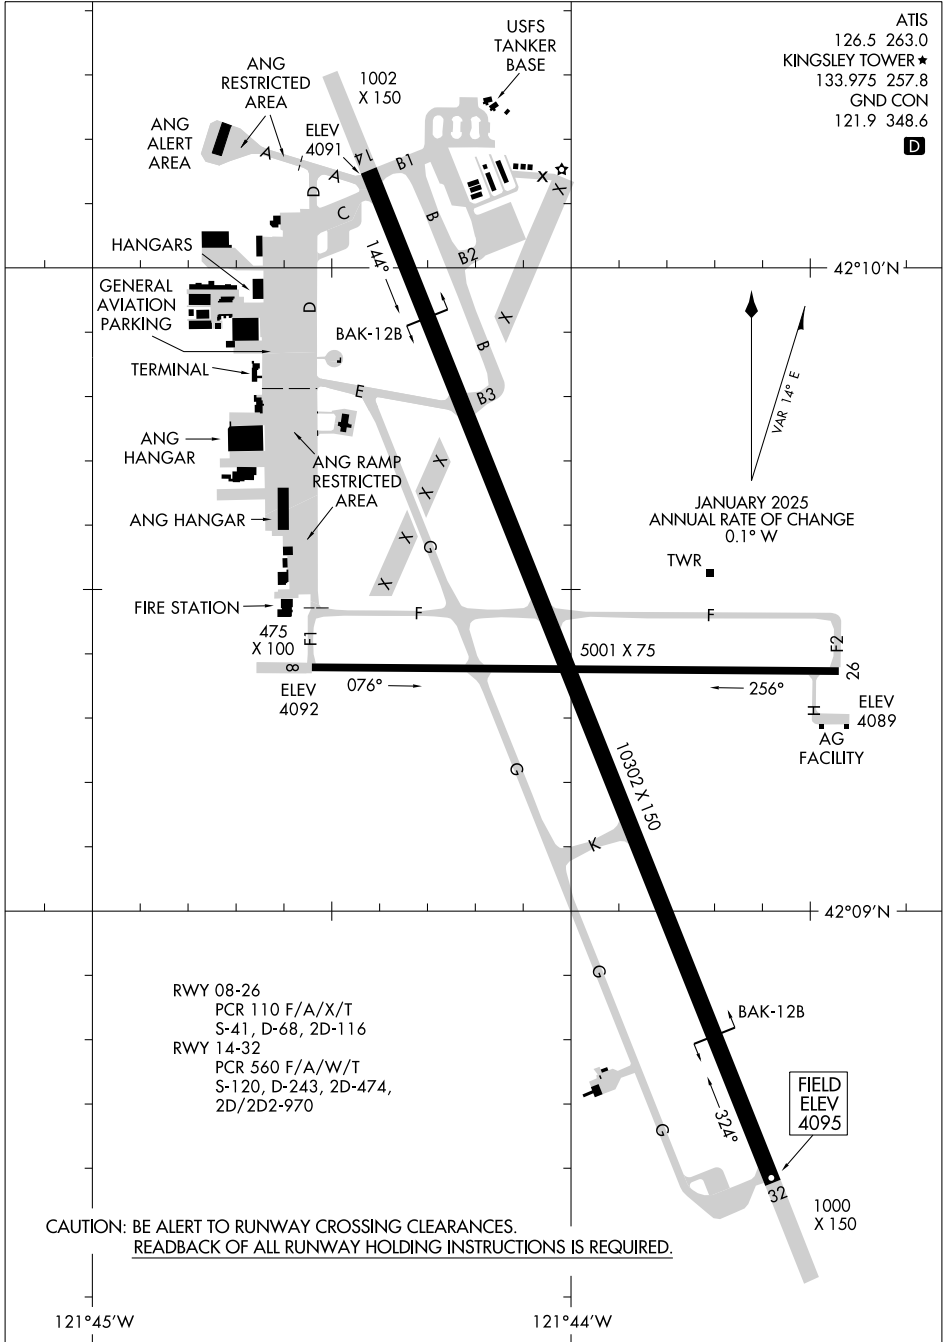 ATIS
126.5 263.0
KINGSLEY TOWER ★
133.975 257.8
GND CON
121.9 348.6
D
USFS
TANKER
BASE
1002
X 150
ANG
RESTRICTED
AREA
ANG
ALERT
AREA
ELEV
4091
14
A
A
B1
D
C
B
X
X
B2
HANGARS
144°
42°10'N
GENERAL
AVIATION
PARKING
D
BAK-12B
X
B
TERMINAL
E
B3
VAR 14° E
ANG
HANGAR
ANG RAMP
RESTRICTED
AREA
X
X
ANG HANGAR
JANUARY 2025
ANNUAL RATE OF CHANGE
0.1° W
X
G
TWR
X
FIRE STATION
F
F
475
X 100
F1
5001 X 75
F2
8
26
ELEV
4092
076°
256°
ELEV
4089
H
AG
FACILITY
G
10302 X 150
K
42°09'N
G
RWY 08-26
PCR 110 F/A/X/T
S-41, D-68, 2D-116
RWY 14-32
PCR 560 F/A/W/T
S-120, D-243, 2D-474,
2D/2D2-970
BAK-12B
FIELD
ELEV
4095
324°
G
32
1000
X 150
CAUTION: BE ALERT TO RUNWAY CROSSING CLEARANCES.
READBACK OF ALL RUNWAY HOLDING INSTRUCTIONS IS REQUIRED.
121°45'W
121°44'W